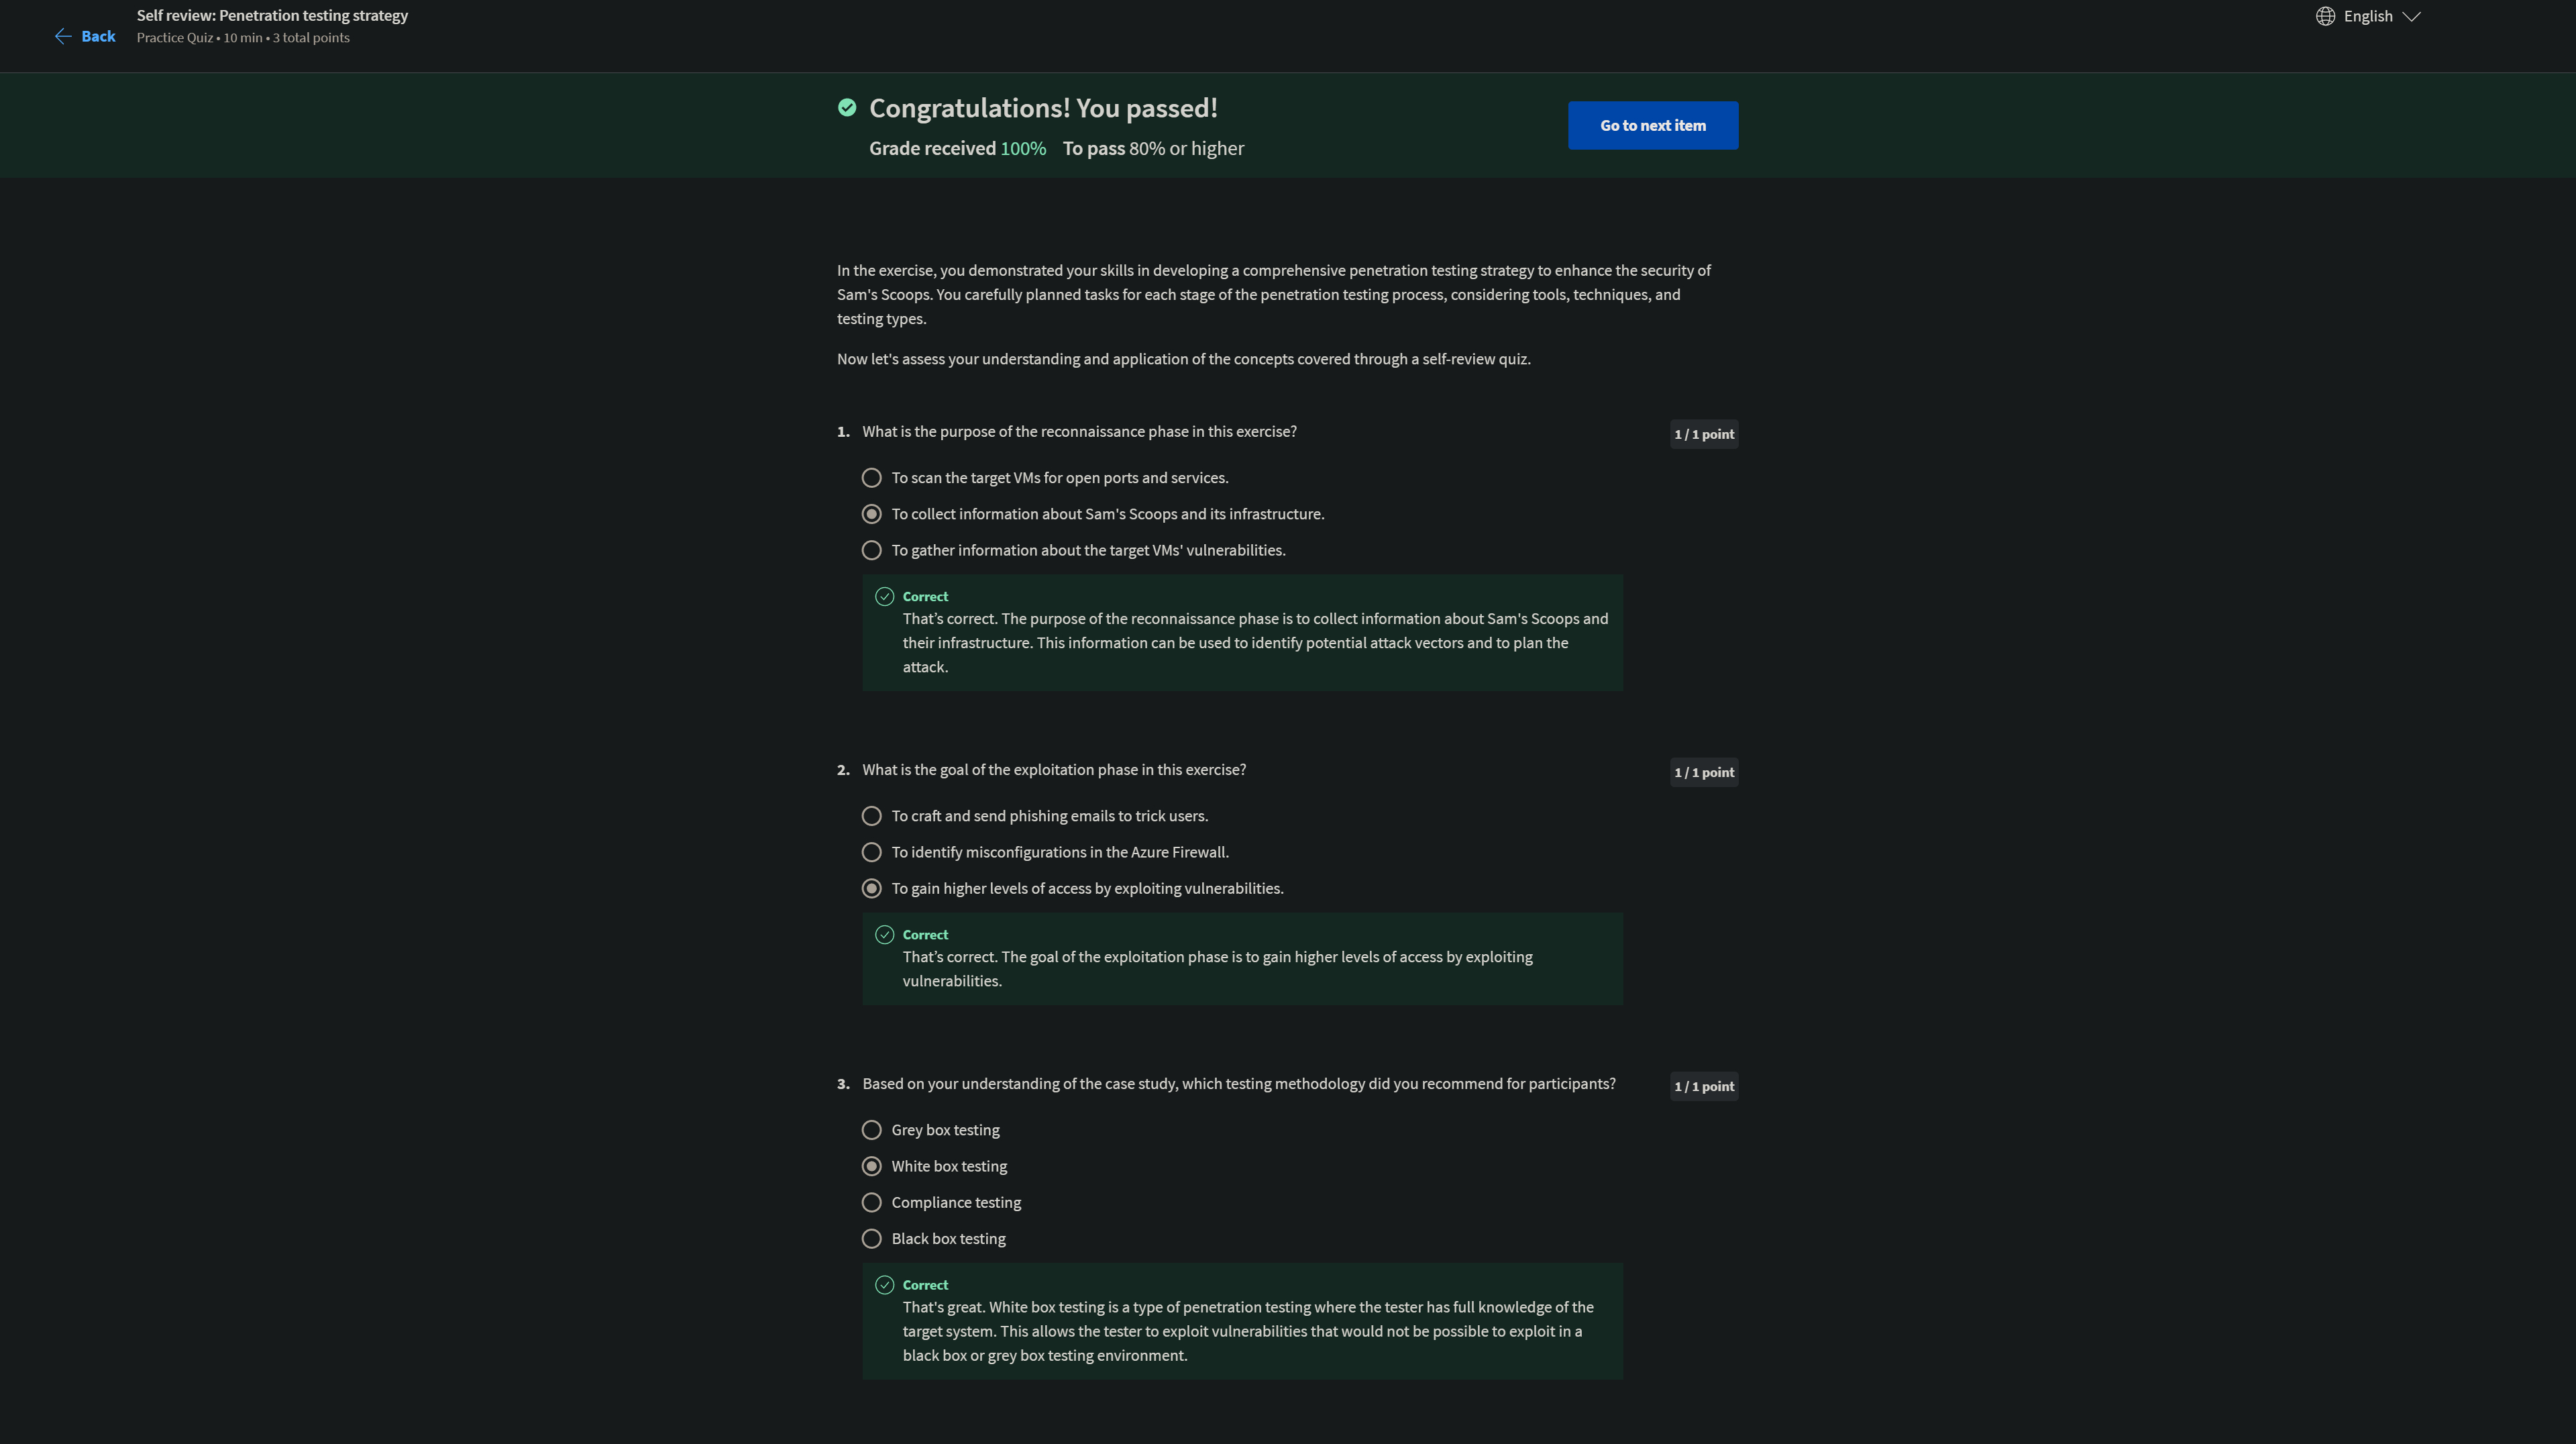 Back
Self review: Penetration testing strategy
Practice Quiz • 10 min • 3 total points
English
Congratulations! You passed!
Grade received 100% To pass 80% or higher
Go to next item
In the exercise, you demonstrated your skills in developing a comprehensive penetration testing strategy to enhance the security of
Sam's Scoops. You carefully planned tasks for each stage of the penetration testing process, considering tools, techniques, and
testing types.
Now let's assess your understanding and application of the concepts covered through a self-review quiz.
1. What is the purpose of the reconnaissance phase in this exercise?
1 / 1 point
To scan the target VMs for open ports and services.
To collect information about Sam's Scoops and its infrastructure.
To gather information about the target VMs' vulnerabilities.
Correct
That’s correct. The purpose of the reconnaissance phase is to collect information about Sam's Scoops and
their infrastructure. This information can be used to identify potential attack vectors and to plan the
attack.
2. What is the goal of the exploitation phase in this exercise?
1 / 1 point
To craft and send phishing emails to trick users.
To identify misconfigurations in the Azure Firewall.
To gain higher levels of access by exploiting vulnerabilities.
Correct
That’s correct. The goal of the exploitation phase is to gain higher levels of access by exploiting
vulnerabilities.
3. Based on your understanding of the case study, which testing methodology did you recommend for participants?
1 / 1 point
Grey box testing
White box testing
Compliance testing
Black box testing
Correct
That's great. White box testing is a type of penetration testing where the tester has full knowledge of the
target system. This allows the tester to exploit vulnerabilities that would not be possible to exploit in a
black box or grey box testing environment.